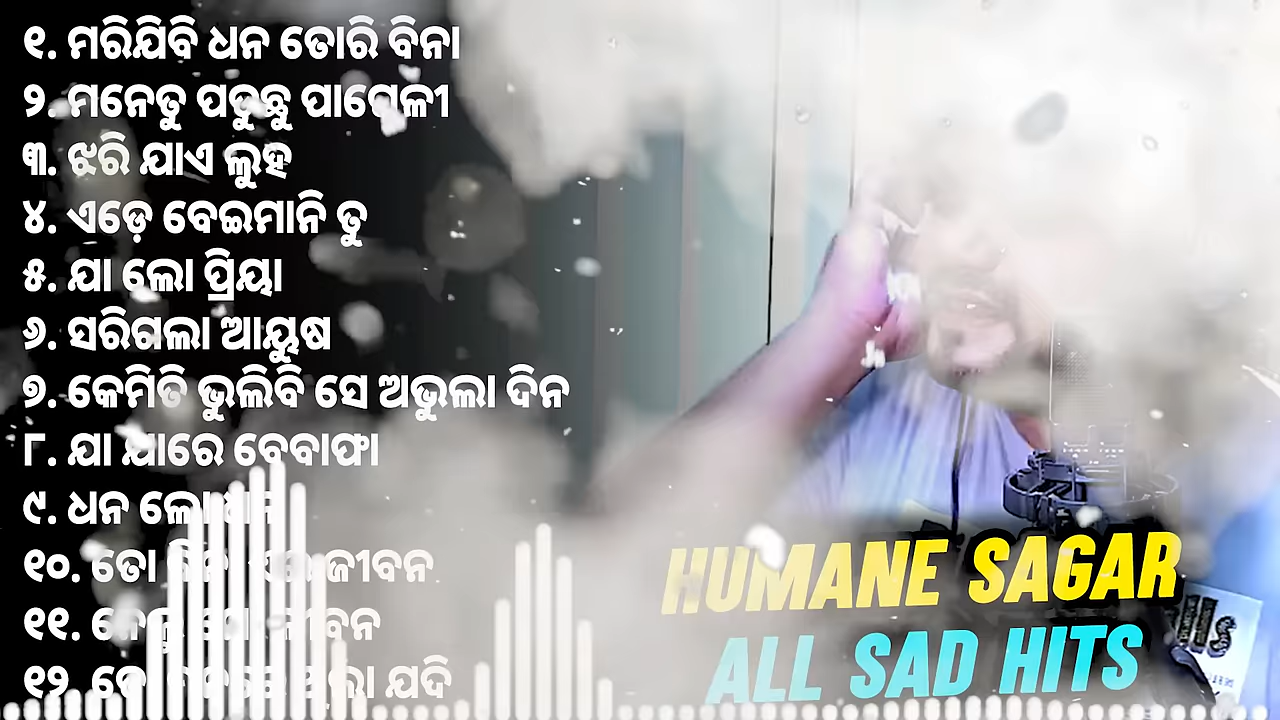 ୧. ମରିଯିବି ଧନ ତୋରି ବିନା
୨. ମନେତୁ ପଡୁଛୁ ପାଗେଳୀ
୩. ଝରି ଯାଏ ଲୁହ
୪. ଏଡ଼େ ବେଇମାନି ତୁ
୫. ଯା ଲୋ ପ୍ରିୟା
୬. ସରିଗଲା ଆୟୁଷ
୭. କେମିତି ଭୁଲିବି ସେ ଅଭୁଲା ଦିନ
୮. ଯା ଯାରେ ବେବାଫା
୯. ଧନ ଲୋ
୧୦. ତୋ ଜୀବନ
୧୧.
୧୨. ଯଦି
HUMANE SAGAR
ALL SAD HITS